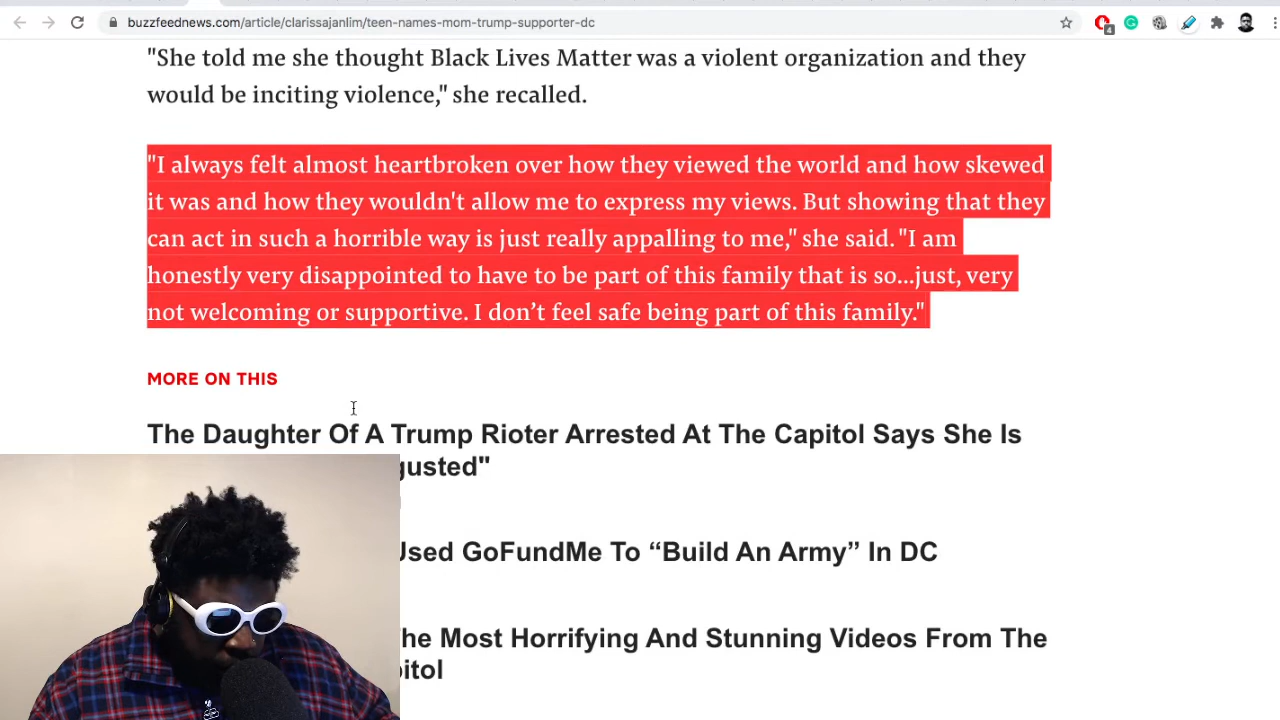 buzzfeednews.com/article/clarissajanlim/teen-names-mom-trump-supporter-dc
4
"She told me she thought Black Lives Matter was a violent organization and they
would be inciting violence," she recalled.
"I always felt almost heartbroken over how they viewed the world and how skewed
it was and how they wouldn't allow me to express my views. But showing that they
can act in such a horrible way is just really appalling to me," she said. "I am
honestly very disappointed to have to be part of this family that is so...just, very
not welcoming or supportive. I don’t feel safe being part of this family."
MORE ON THIS
The Daughter Of A Trump Rioter Arrested At The Capitol Says She Is
gusted"
Used GoFundMe To “Build An Army” In DC
he Most Horrifying And Stunning Videos From The
itol